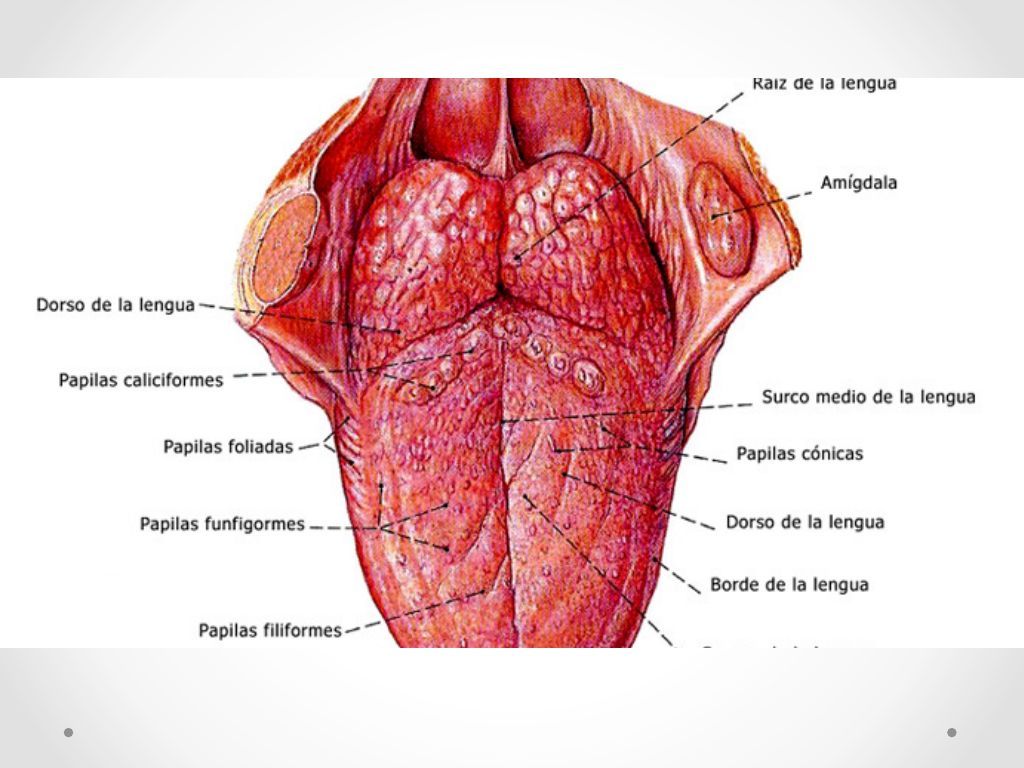 Raíz de la lengua
Amígdala
Dorso de la lengua
Papilas caliciformes
Surco medio de la lengua
Papilas foliadas
Papilas cónicas
Papilas funfigormes
Dorso de la lengua
Borde de la lengua
Papilas filiformes